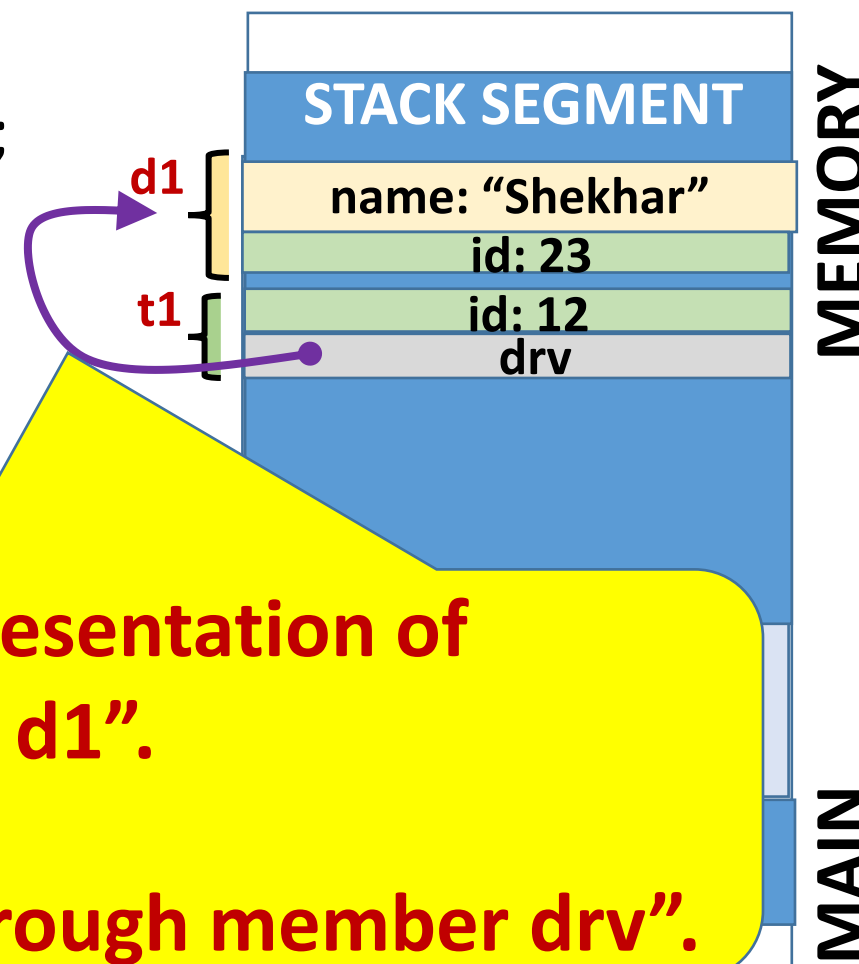 STACK SEGMENT
;
d1
name: “Shekhar”
id: 23
t1
id: 12
drv
esentation of
d1”.
rough member drv”.
MAIN MEMORY